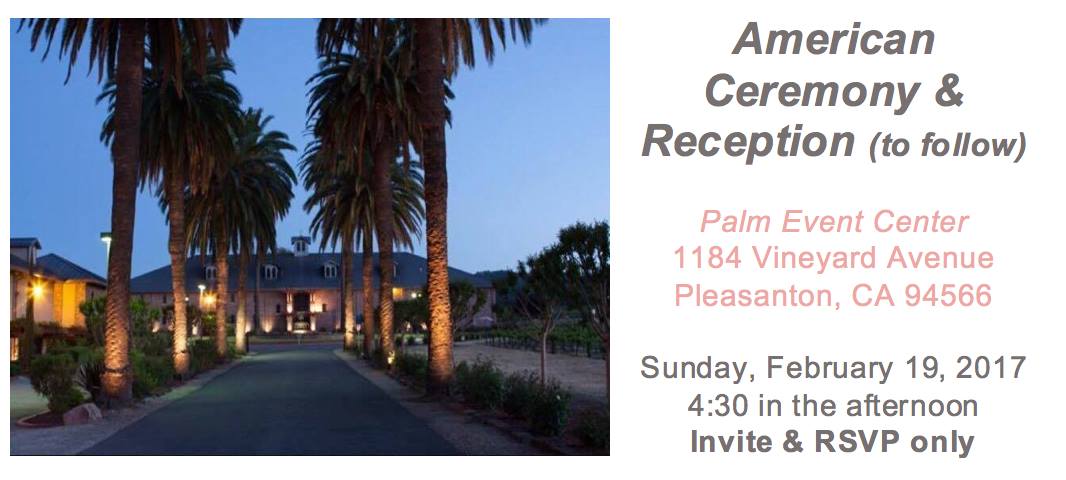 American
Ceremony &
Reception (to follow)
Palm Event Center
1184 Vineyard Avenue
Pleasanton, CA 94566
Sunday, February 19, 2017
4:30 in the afternoon
Invite & RSVP only